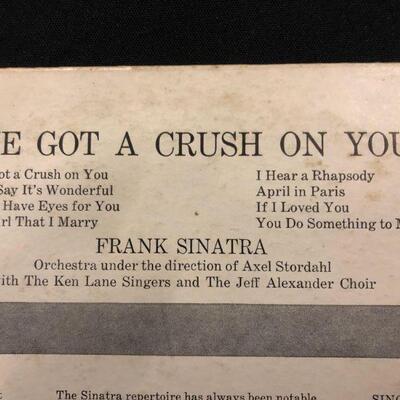 E GOT A CRUSH ON YOU
ot a Crush on You I Hear a Rhapsody
Say It's Wonderful April in Paris
Have Eyes for You If I Loved You
rl That I Marry You Do Something to M
FRANK SINATRA
Orchestra under the direction of Axel Stordahl
with The Ken Lane Singers and The Jeff Alexander Choir
The Sinatra repertoire has always been notable SING